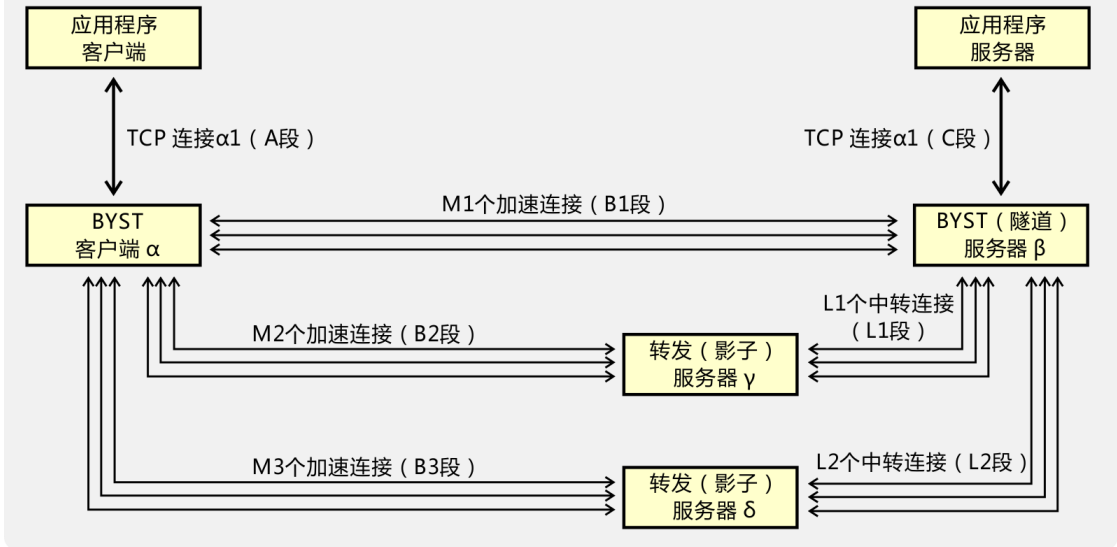 应用程序
客户端
应用程序
服务器
TCP 连接α1（A段）
TCP 连接α1（C段）
M1个加速连接（B1段）
BYST
客户端 α
BYST（隧道）
服务器 β
L1个中转连接
（L1段）
M2个加速连接（B2段）
转发（影子）
服务器 γ
M3个加速连接（B3段）
L2个中转连接（L2段）
转发（影子）
服务器 δ